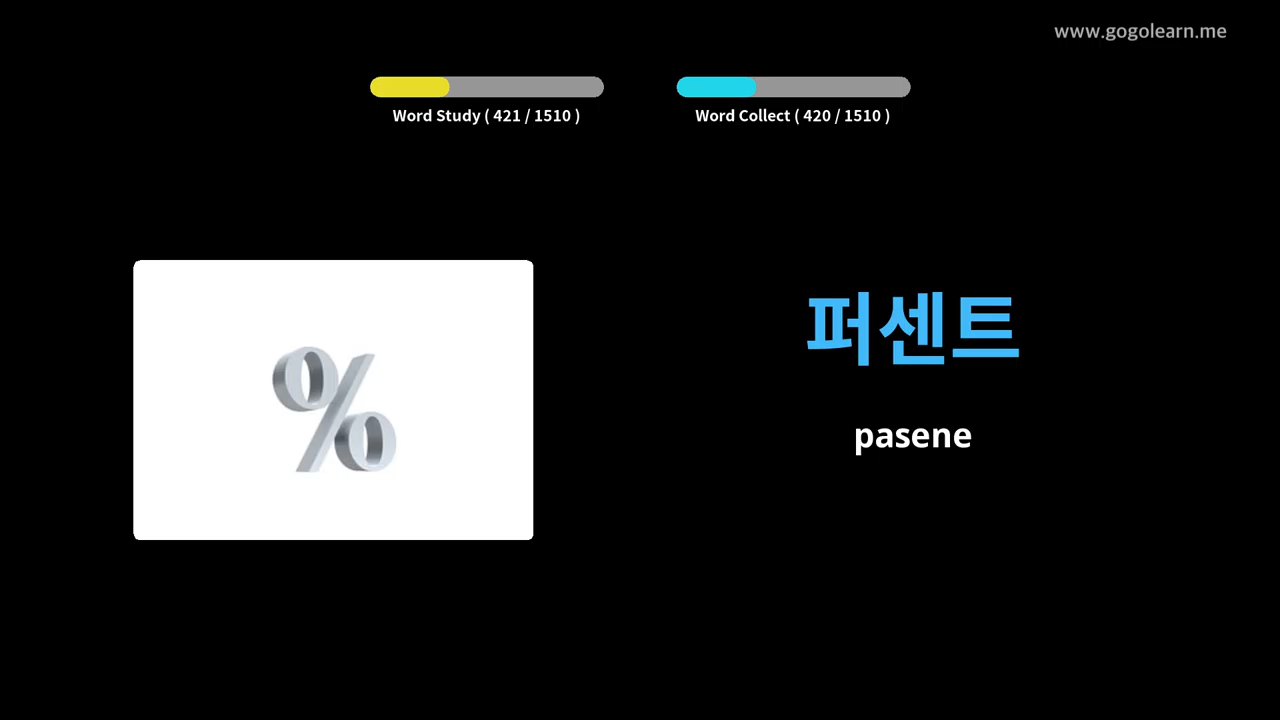 www.gogolearn.me
Word Study ( 421 / 1510 )
Word Collect ( 420 / 1510 )
%
퍼센트
pasene